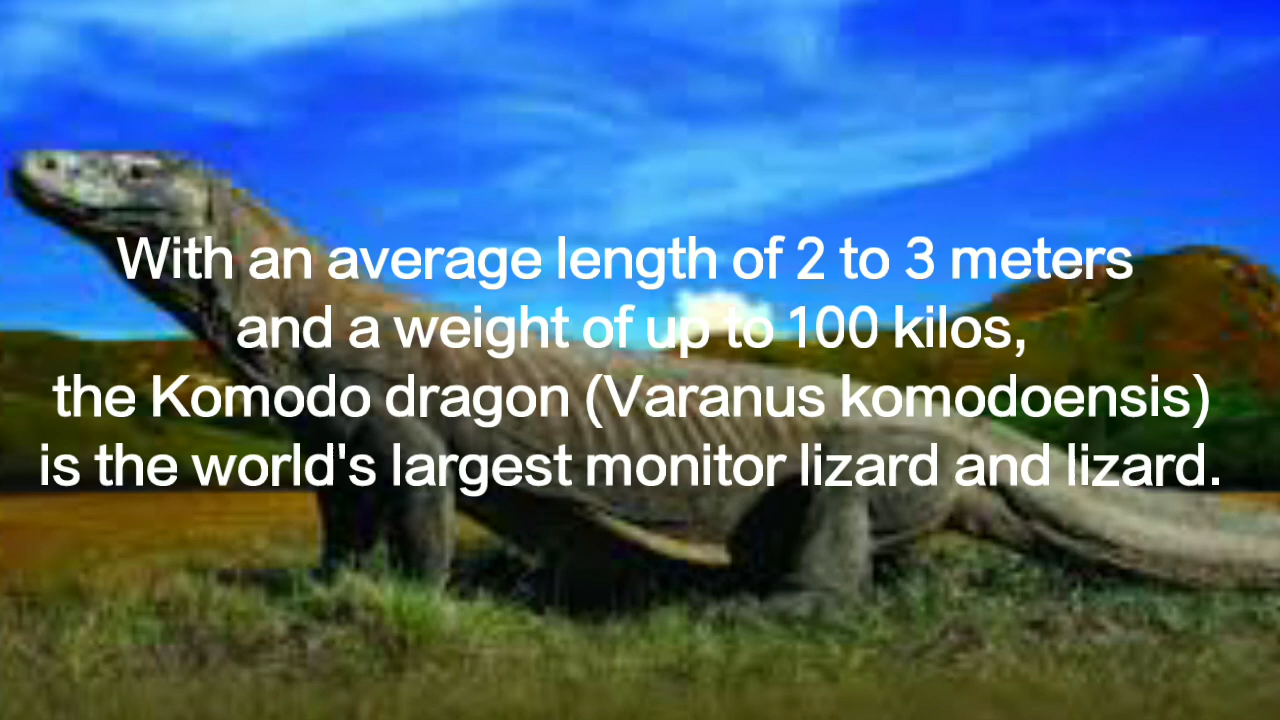 With an average length of 2 to 3 meters
and a weight of up to 100 kilos,
the Komodo dragon (Varanus komodoensis)
is the world's largest monitor lizard and lizard.